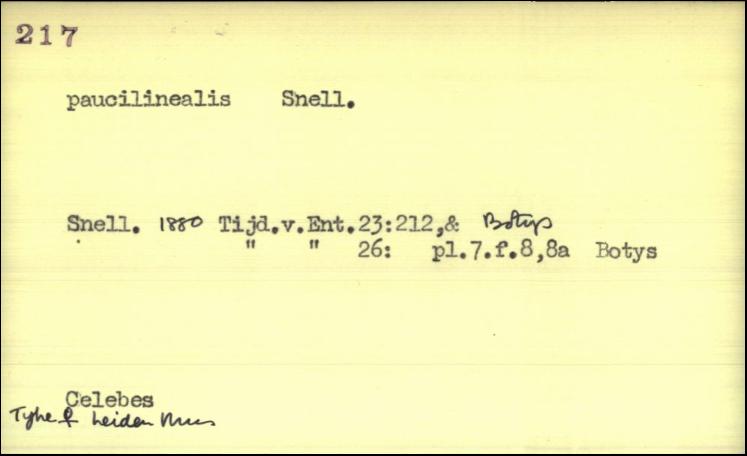 217
paucilinealis Snell.
Snell. 1880 Tijd.v.Ent.23:212,& Botys
" " 26: pl.7.f.8,8a Botys
Celebes
Type ♀ Leiden Mus